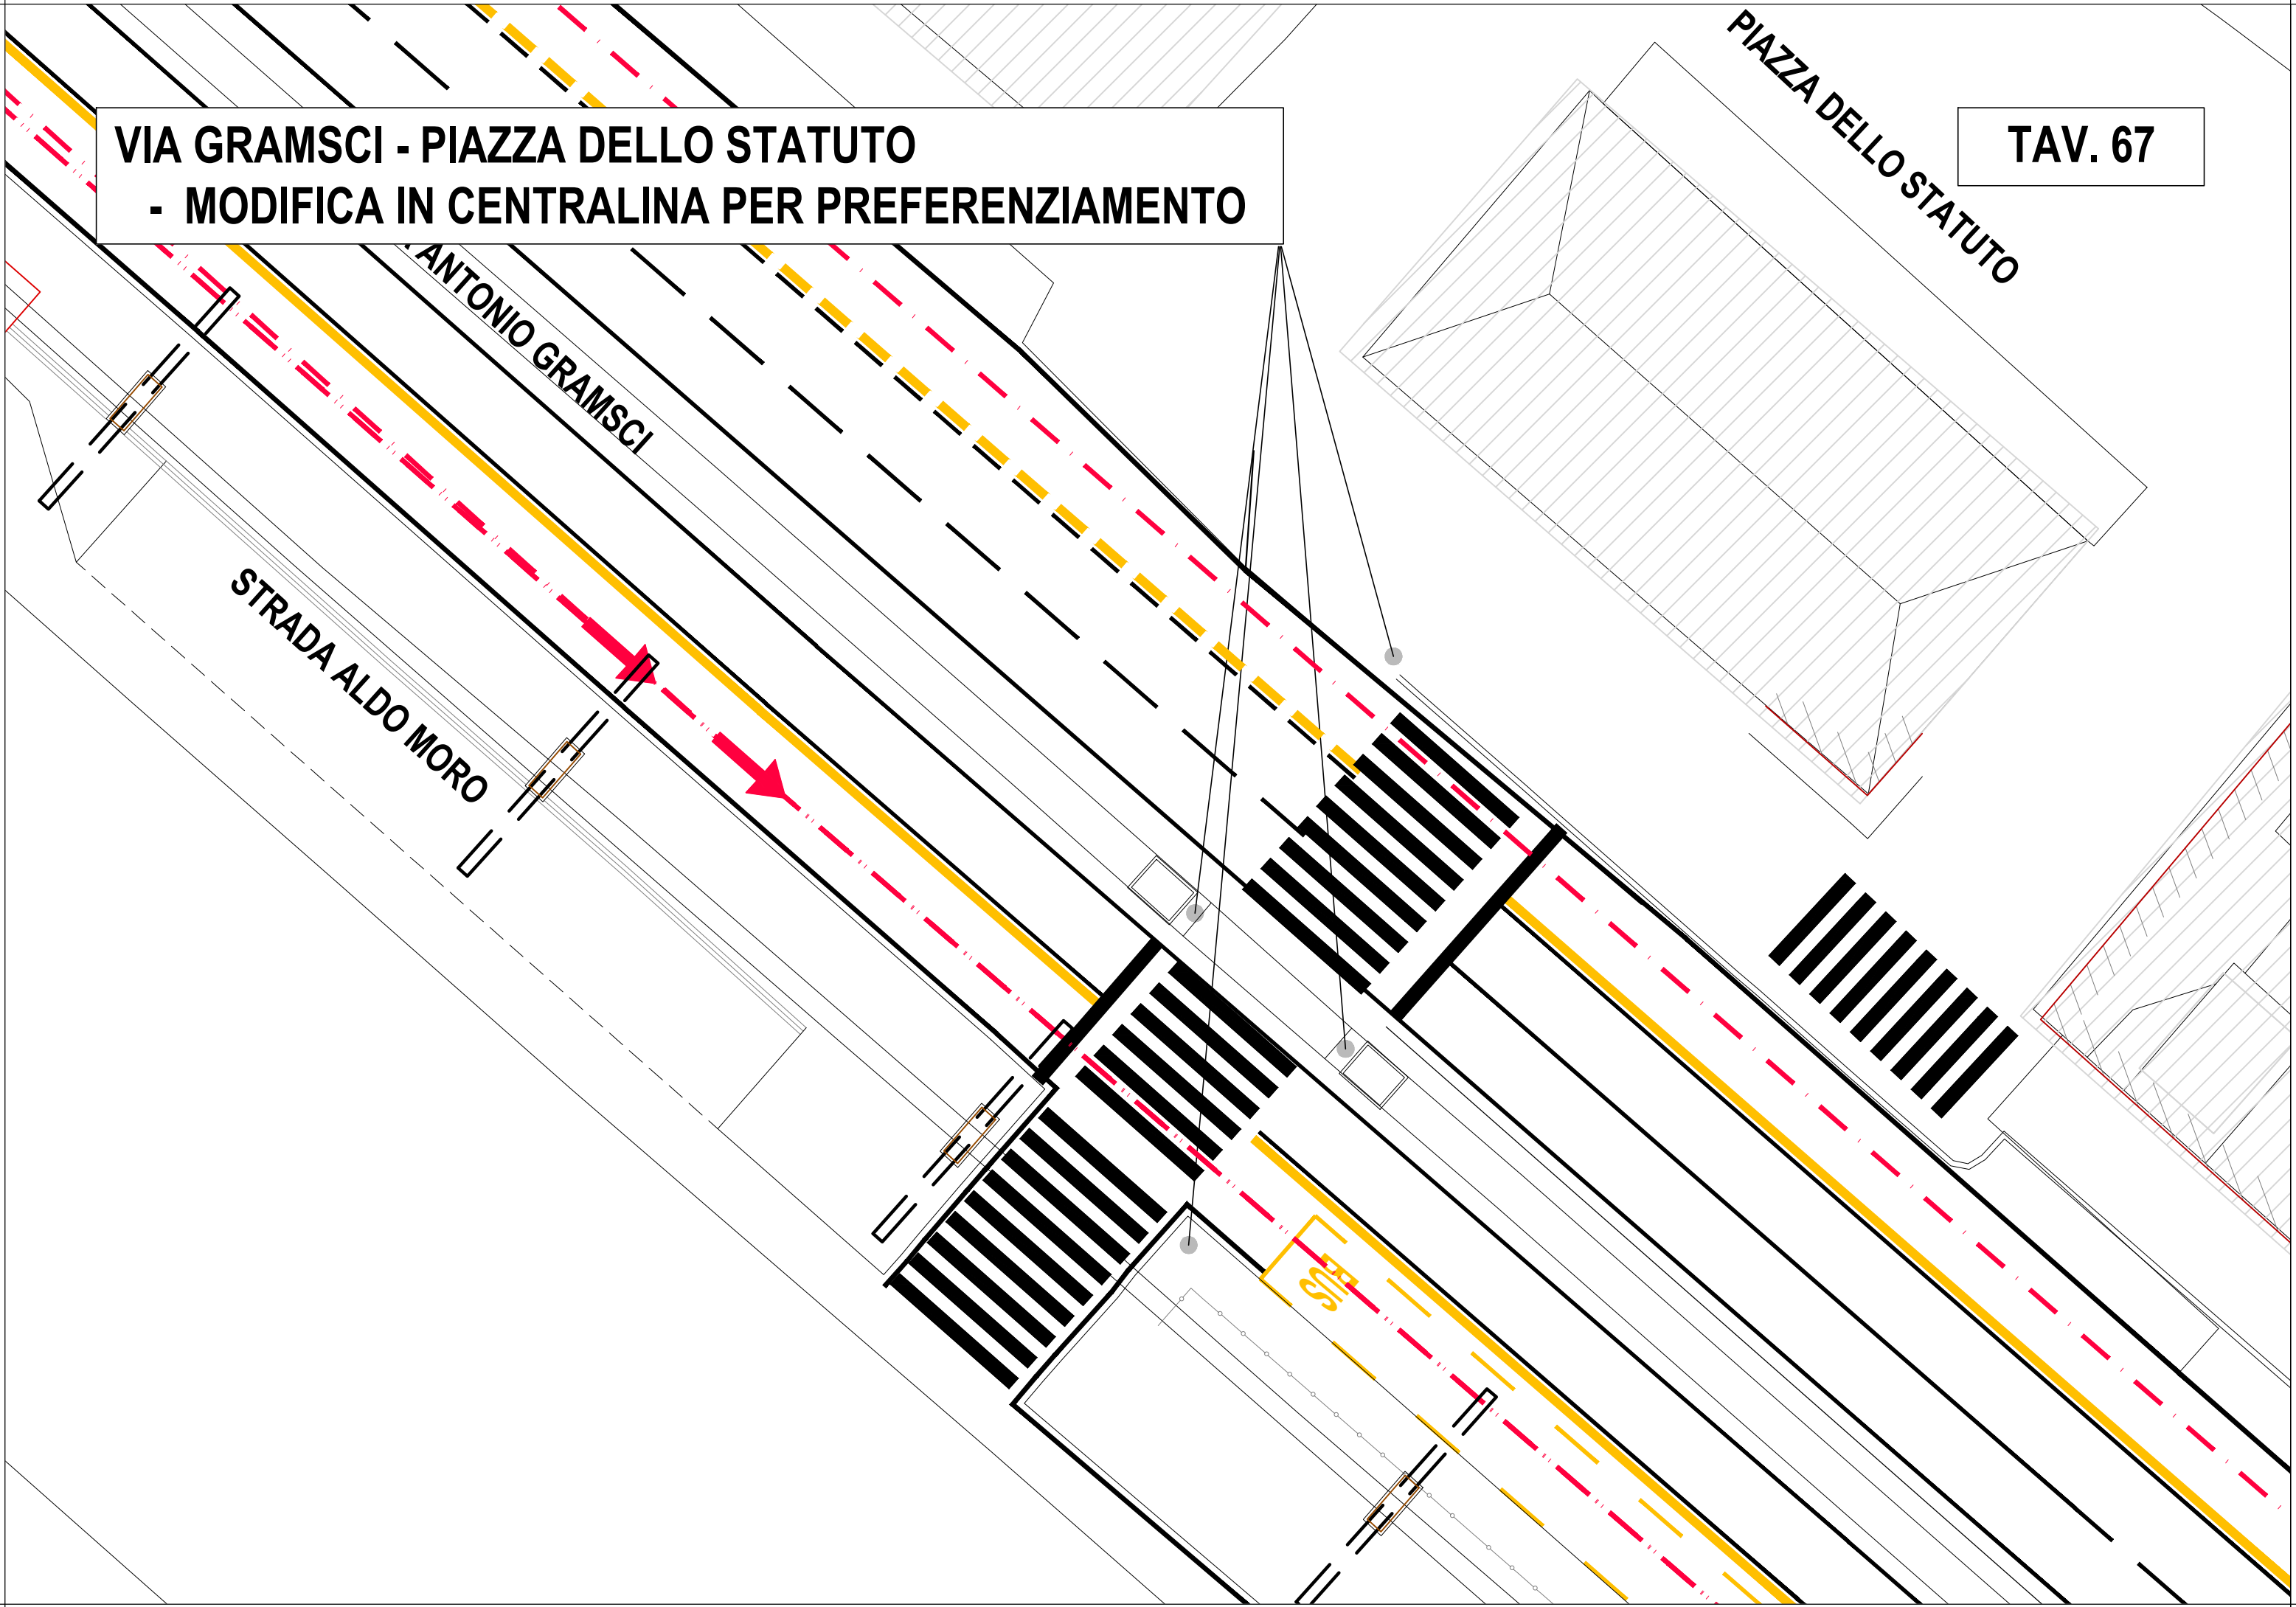 VIA GRAMSCI - PIAZZA DELLO STATUTO
- MODIFICA IN CENTRALINA PER PREFERENZIAMENTO
PIAZZA DELLO STATUTO
TAV. 67
ANTONIO GRAMSCI
STRADA ALDO MORO
BUS